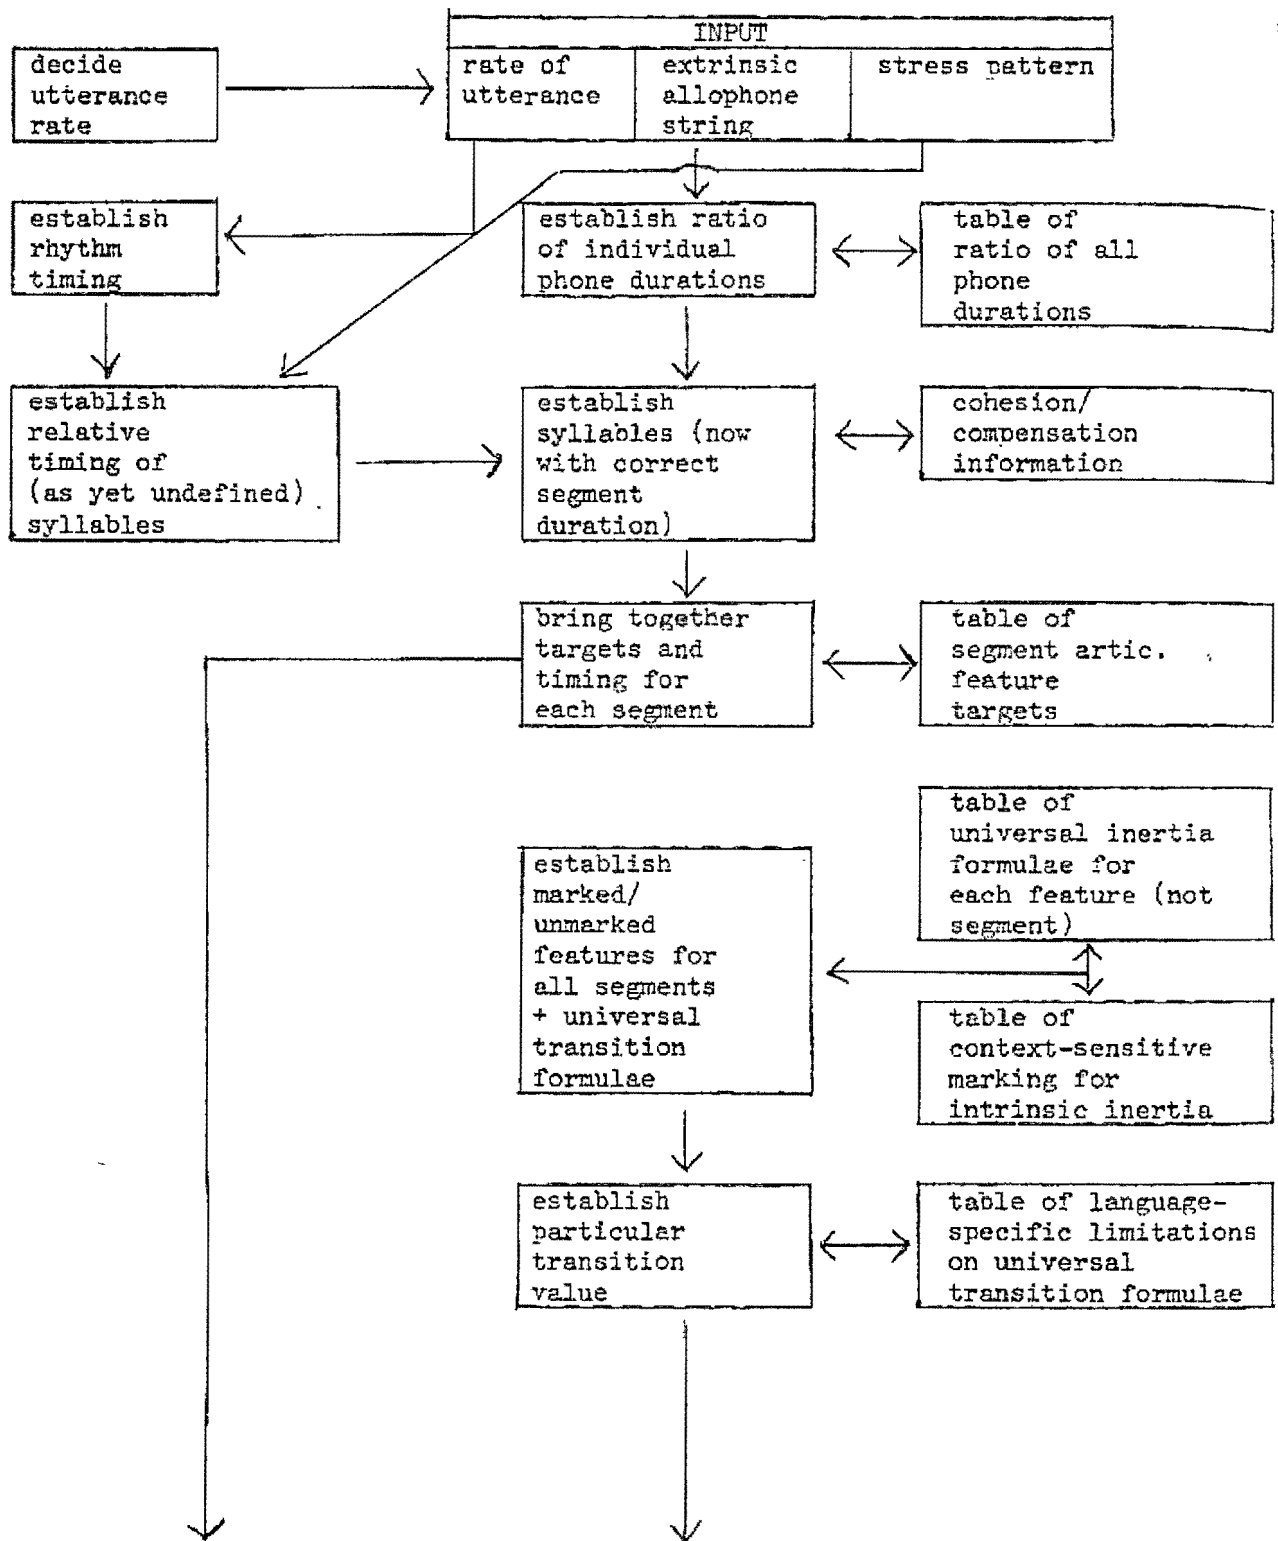 INPUT
decide
utterance
rate
rate of
utterance
extrinsic
allophone
string
stress pattern
establish
rhythm
timing
establish ratio
of individual
phone durations
table of
ratio of all
phone
durations
establish
relative
timing of
(as yet undefined)
syllables
establish
syllables (now
with correct
segment
duration)
cohesion/
compensation
information
bring together
targets and
timing for
each segment
table of
segment artic.
feature
targets
table of
universal inertia
formulae for
each feature (not
segment)
establish
marked/
unmarked
features for
all segments
+ universal
transition
formulae
table of
context-sensitive
marking for
intrinsic inertia
establish
particular
transition
value
table of language-
specific limitations
on universal
transition formulae